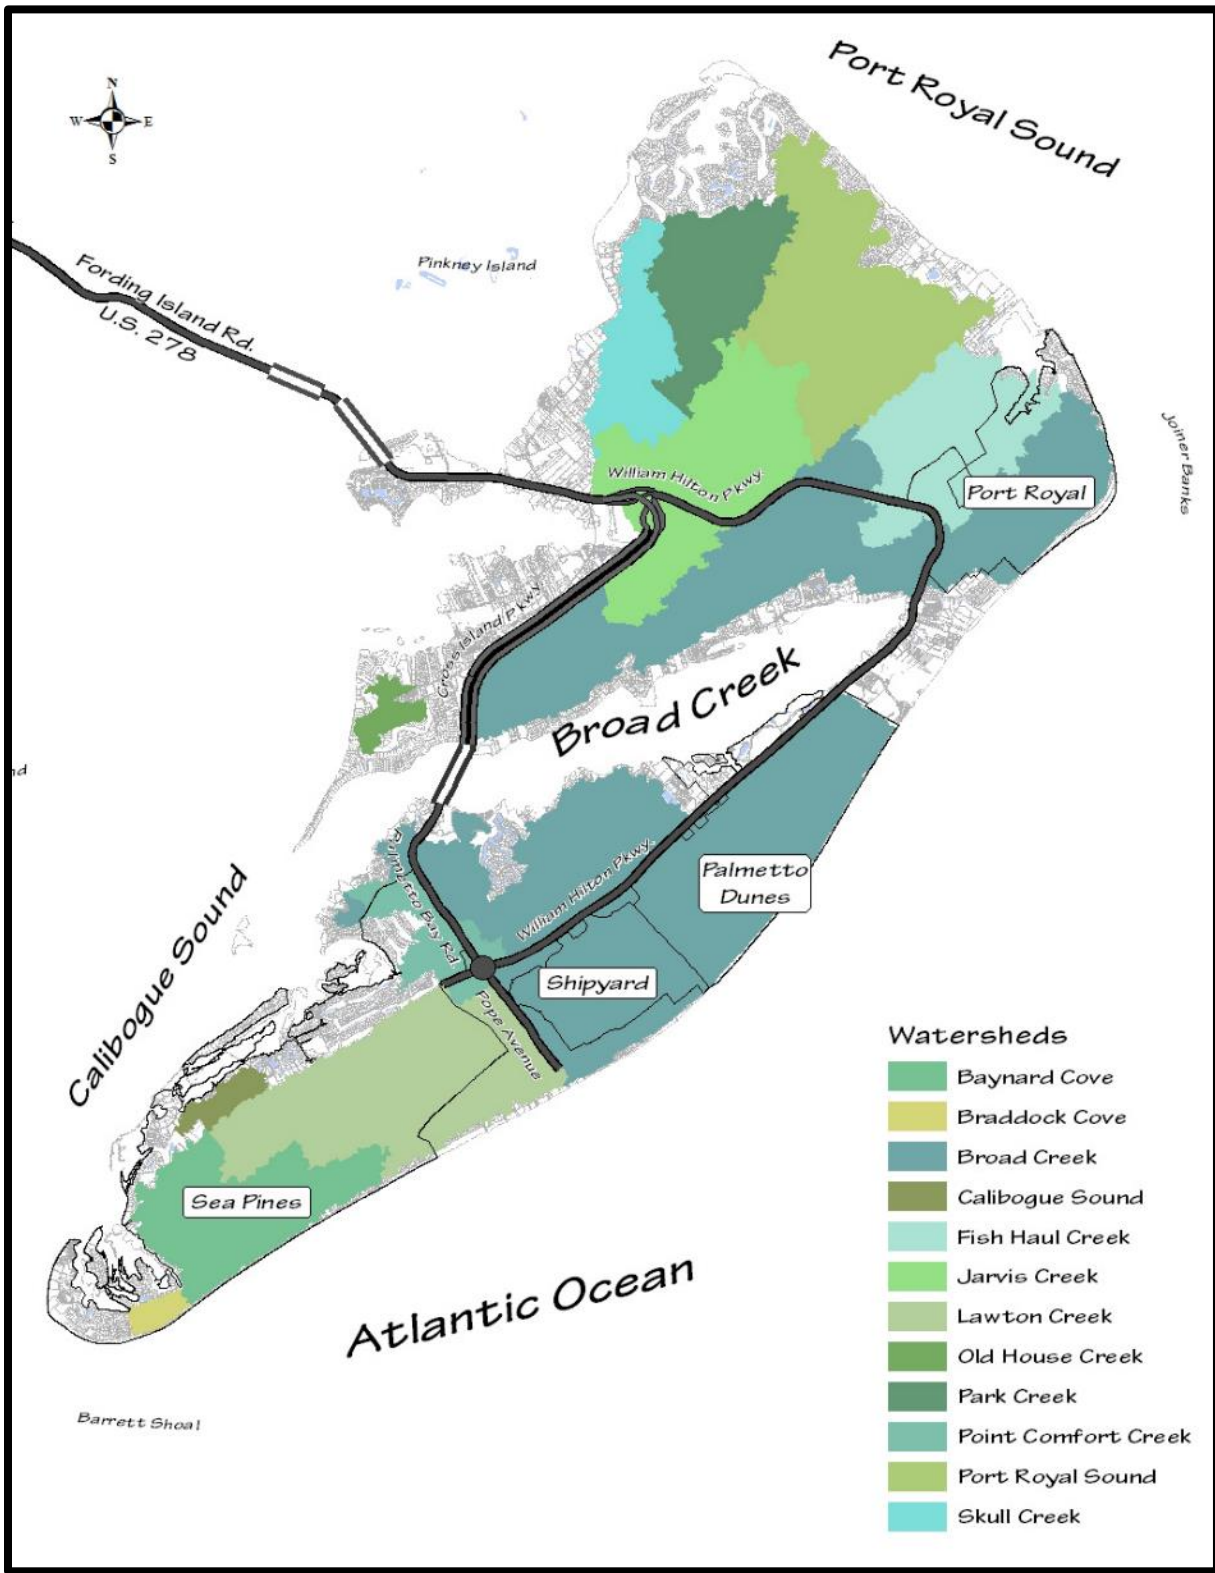 Port Royal Sound
N
W E
S
Pinkney Island
Fording Island Rd.
U.S. 278
Joiner Banks
William Hilton Pkwy.
Port Royal
Cross Island Pkwy.
Broad Creek
nd
Palmetto Bay Rd.
William Hilton Pkwy.
Palmetto
Dunes
Calibogue Sound
Shipyard
Pope Avenue
Sea Pines
Atlantic Ocean
Barrett Shoal
Watersheds
Baynard Cove
Braddock Cove
Broad Creek
Calibogue Sound
Fish Haul Creek
Jarvis Creek
Lawton Creek
Old House Creek
Park Creek
Point Comfort Creek
Port Royal Sound
Skull Creek